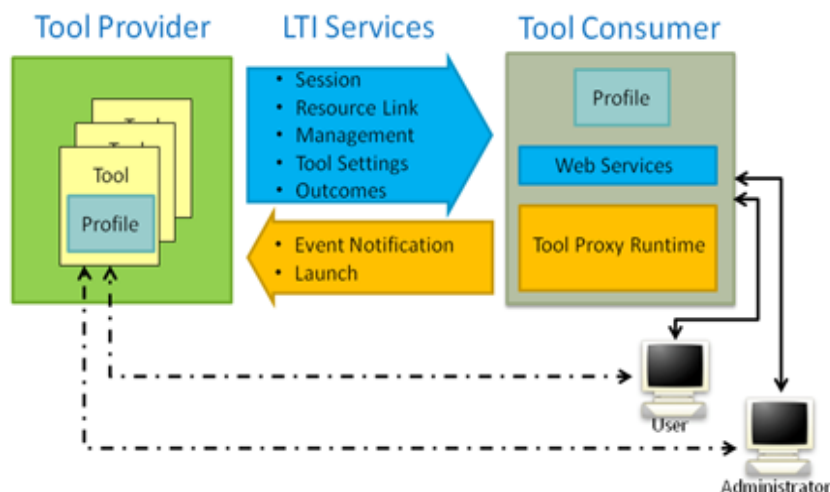 Tool Provider
LTI Services
Tool Consumer
Tool
Profile
• Session
• Resource Link
• Management
• Tool Settings
• Outcomes
• Event Notification
• Launch
Profile
Web Services
Tool Proxy Runtime
User
Administrator